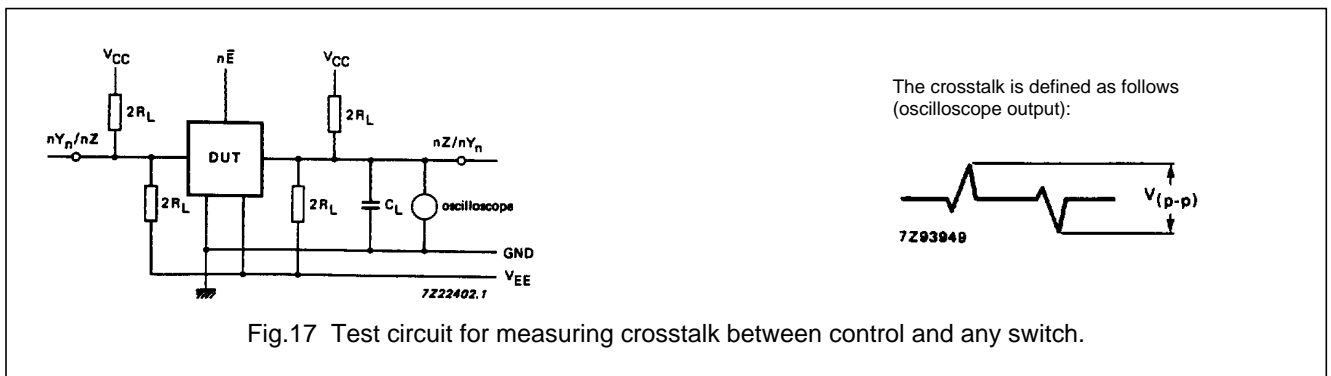 VCC
nE̅
VCC
2RL
2RL
nYn/nZ
DUT
nZ/nYn
2RL
2RL
CL
oscilloscope
GND
VEE
7Z22402.1
The crosstalk is defined as follows
(oscilloscope output):
V(p-p)
7Z93949
Fig.17 Test circuit for measuring crosstalk between control and any switch.